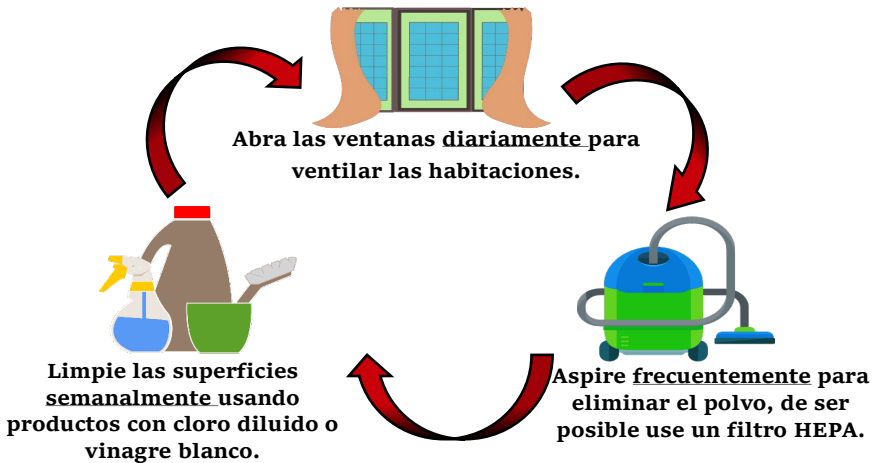 Abra las ventanas diariamente para
ventilar las habitaciones.
Aspire frecuentemente para
eliminar el polvo, de ser
posible use un filtro HEPA.
Limpie las superficies
semanalmente usando
productos con cloro diluido o
vinagre blanco.